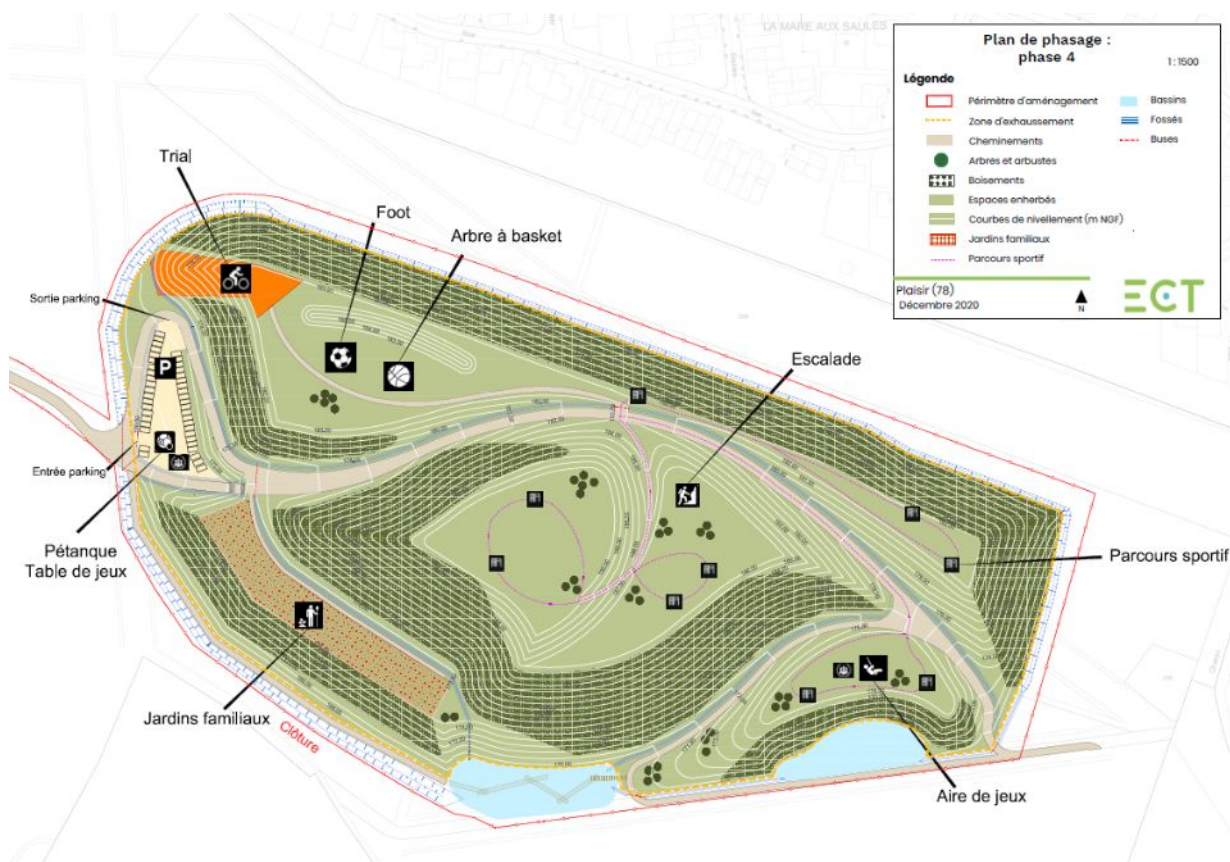 LA MARE AUX SAULES
Plan de phasage :
phase 4
1:1500
Légende
Périmètre d'aménagement
Zone d'exhaussement
Cheminements
Arbres et arbustes
Boisements
Espaces enherbés
Courbes de nivellement (m NGF)
Jardins familiaux
Parcours sportif
Bassins
Fossés
Buses
Plaisir (78)
Décembre 2020
N
ECT
Trial
Foot
Arbre à basket
Sortie parking
Escalade
P
Entrée parking
Pétanque
Table de jeux
Parcours sportif
Jardins familiaux
Clôture
Aire de jeux